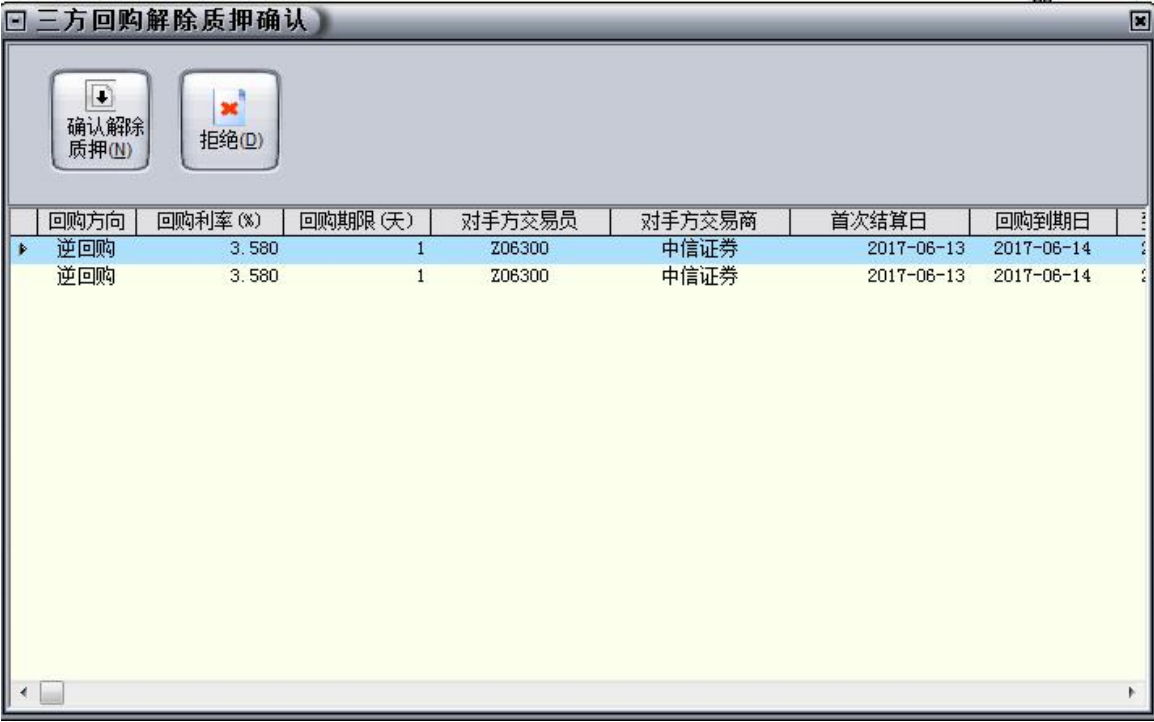 三方回购解除质押确认
确认解除
质押(N)
拒绝(D)
回购方向 回购利率(%) 回购期限(天) 对手方交易员 对手方交易商 首次结算日 回购到期日
逆回购 3.580 1 Z06300 中信证券 2017-06-13 2017-06-14
逆回购 3.580 1 Z06300 中信证券 2017-06-13 2017-06-14